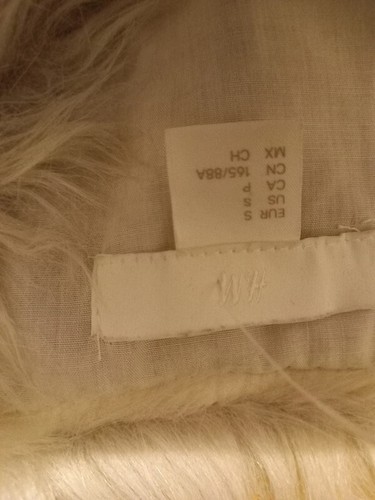 H&M
EUR S
US S
CA P
CN 165/88A
MX CH